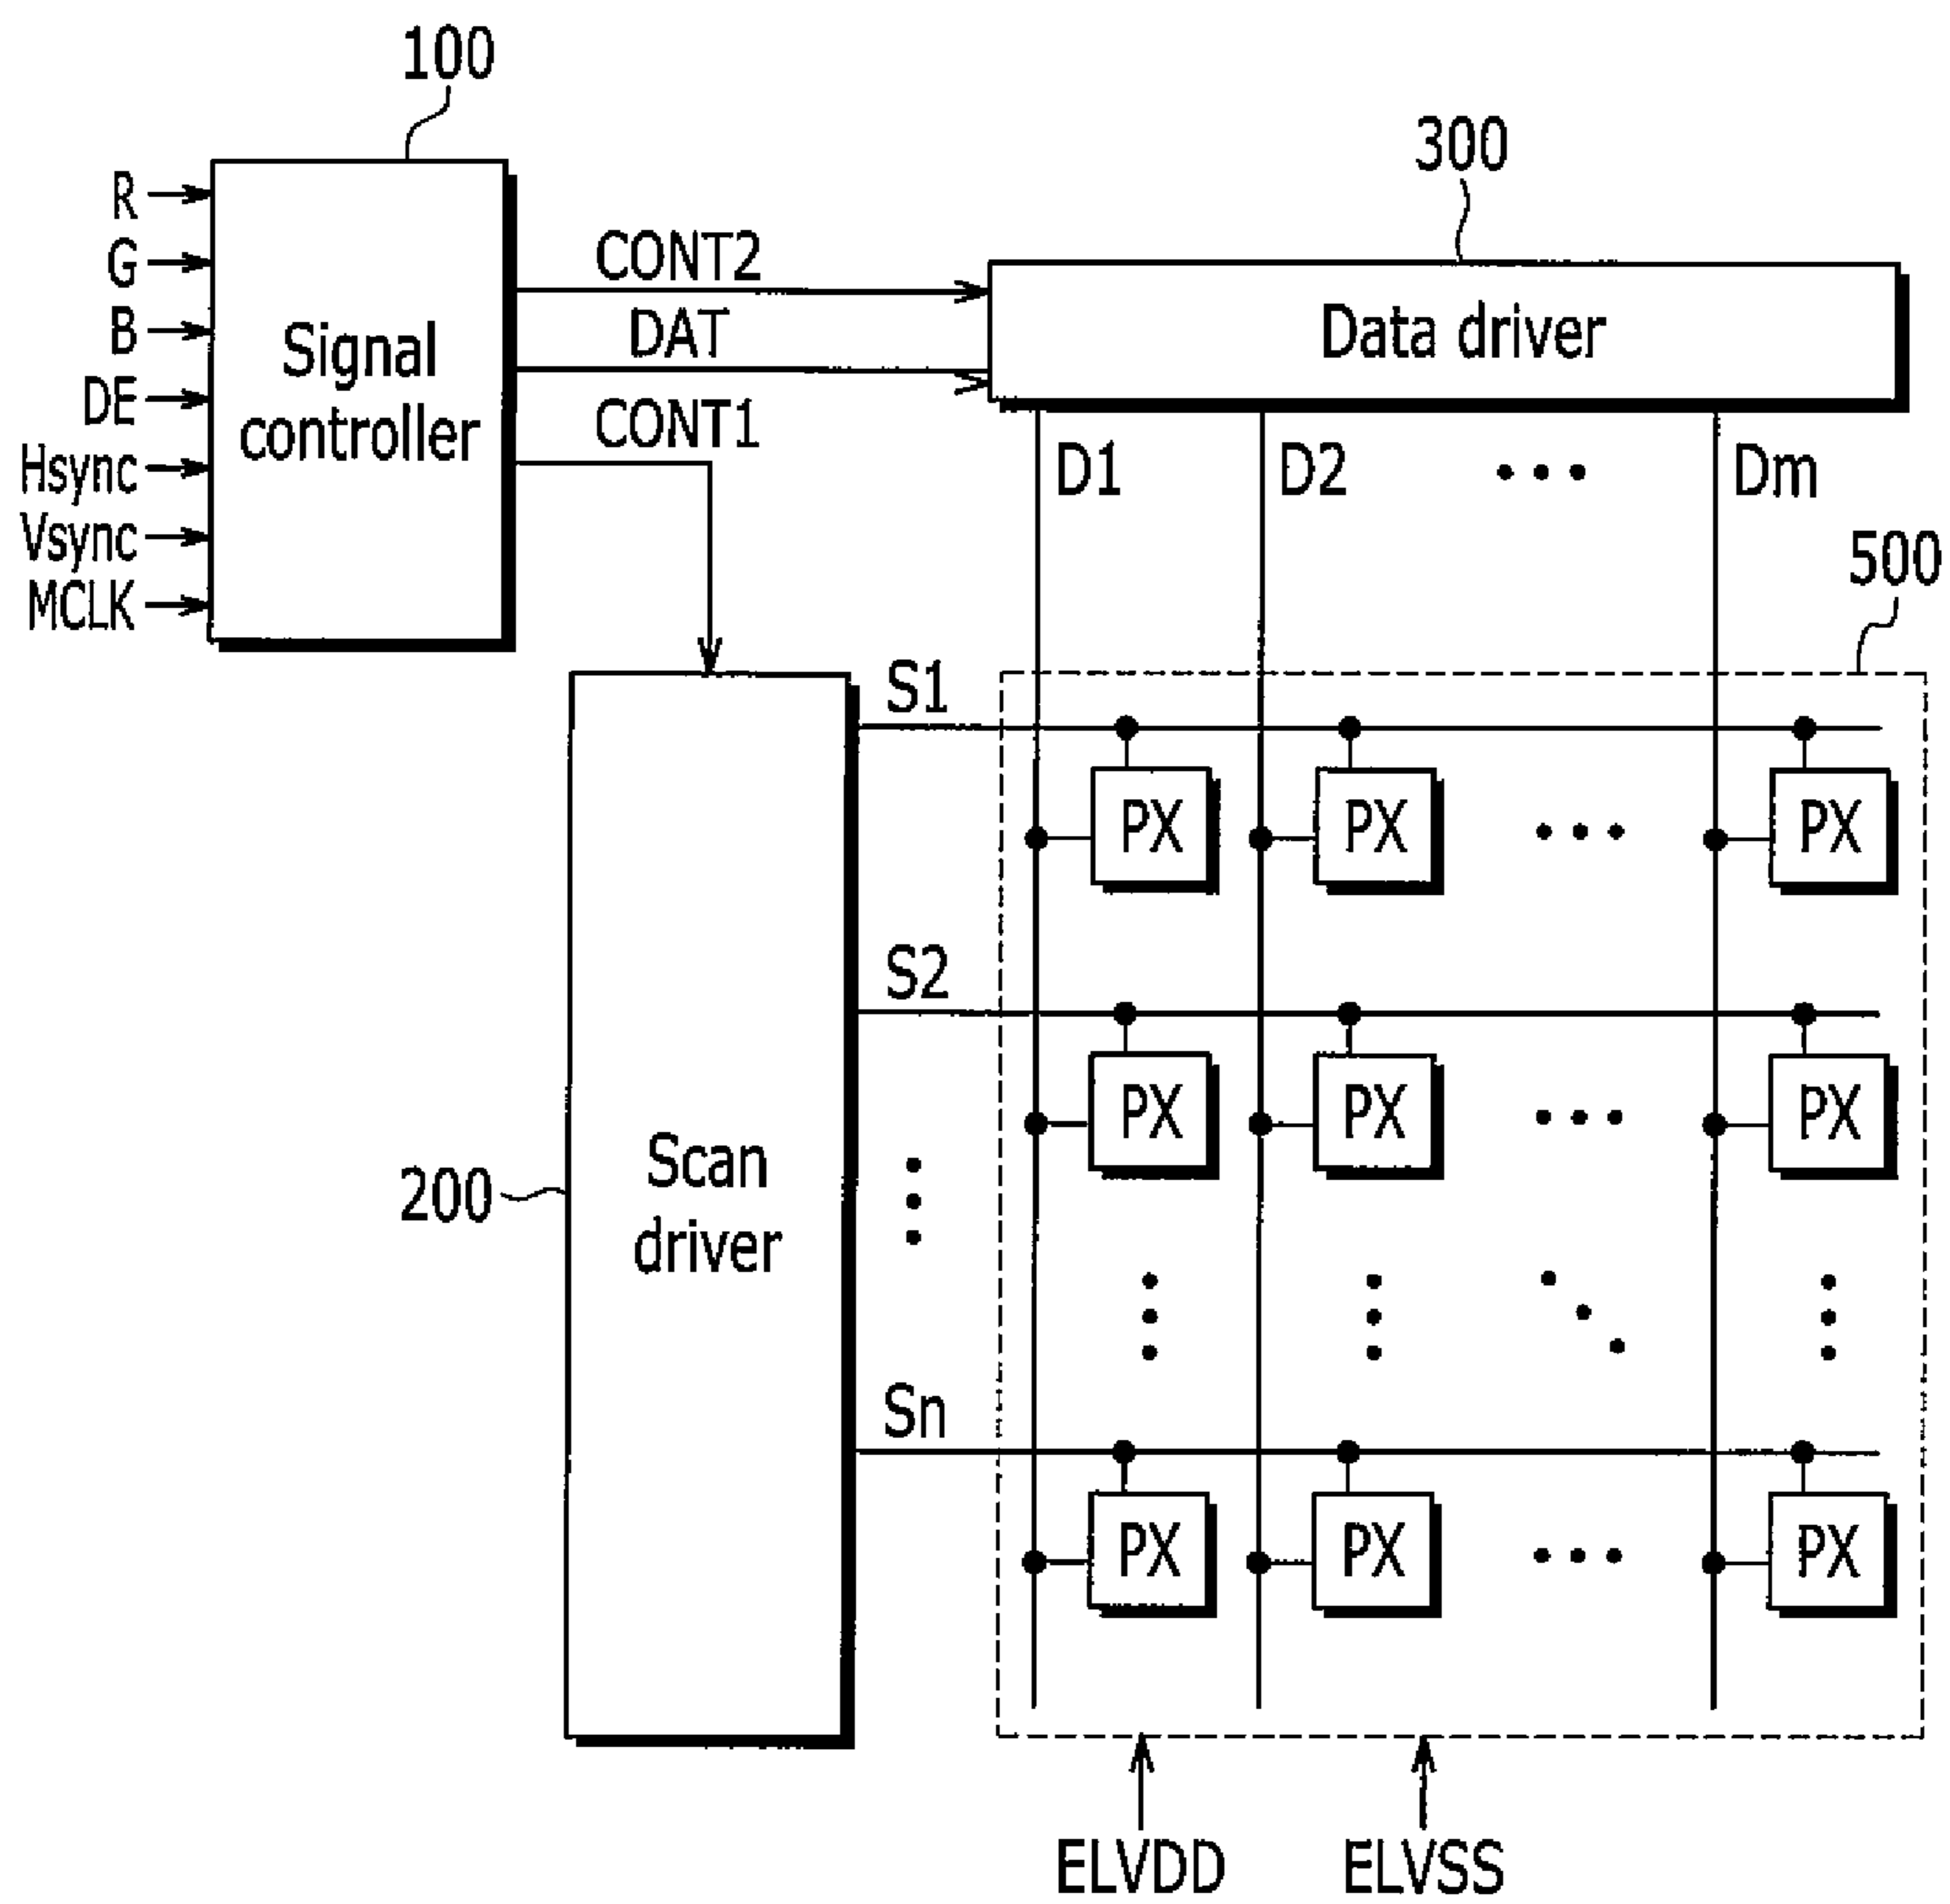 100
300
R
G
B
DE
Hsync
Vsync
MCLK
Signal
controller
CONT2
DAT
CONT1
Data driver
D1 D2 ••• Dm
500
S1
PX PX ••• PX
S2
PX PX ••• PX
200
Scan
driver
Sn
PX PX ••• PX
ELVDD ELVSS